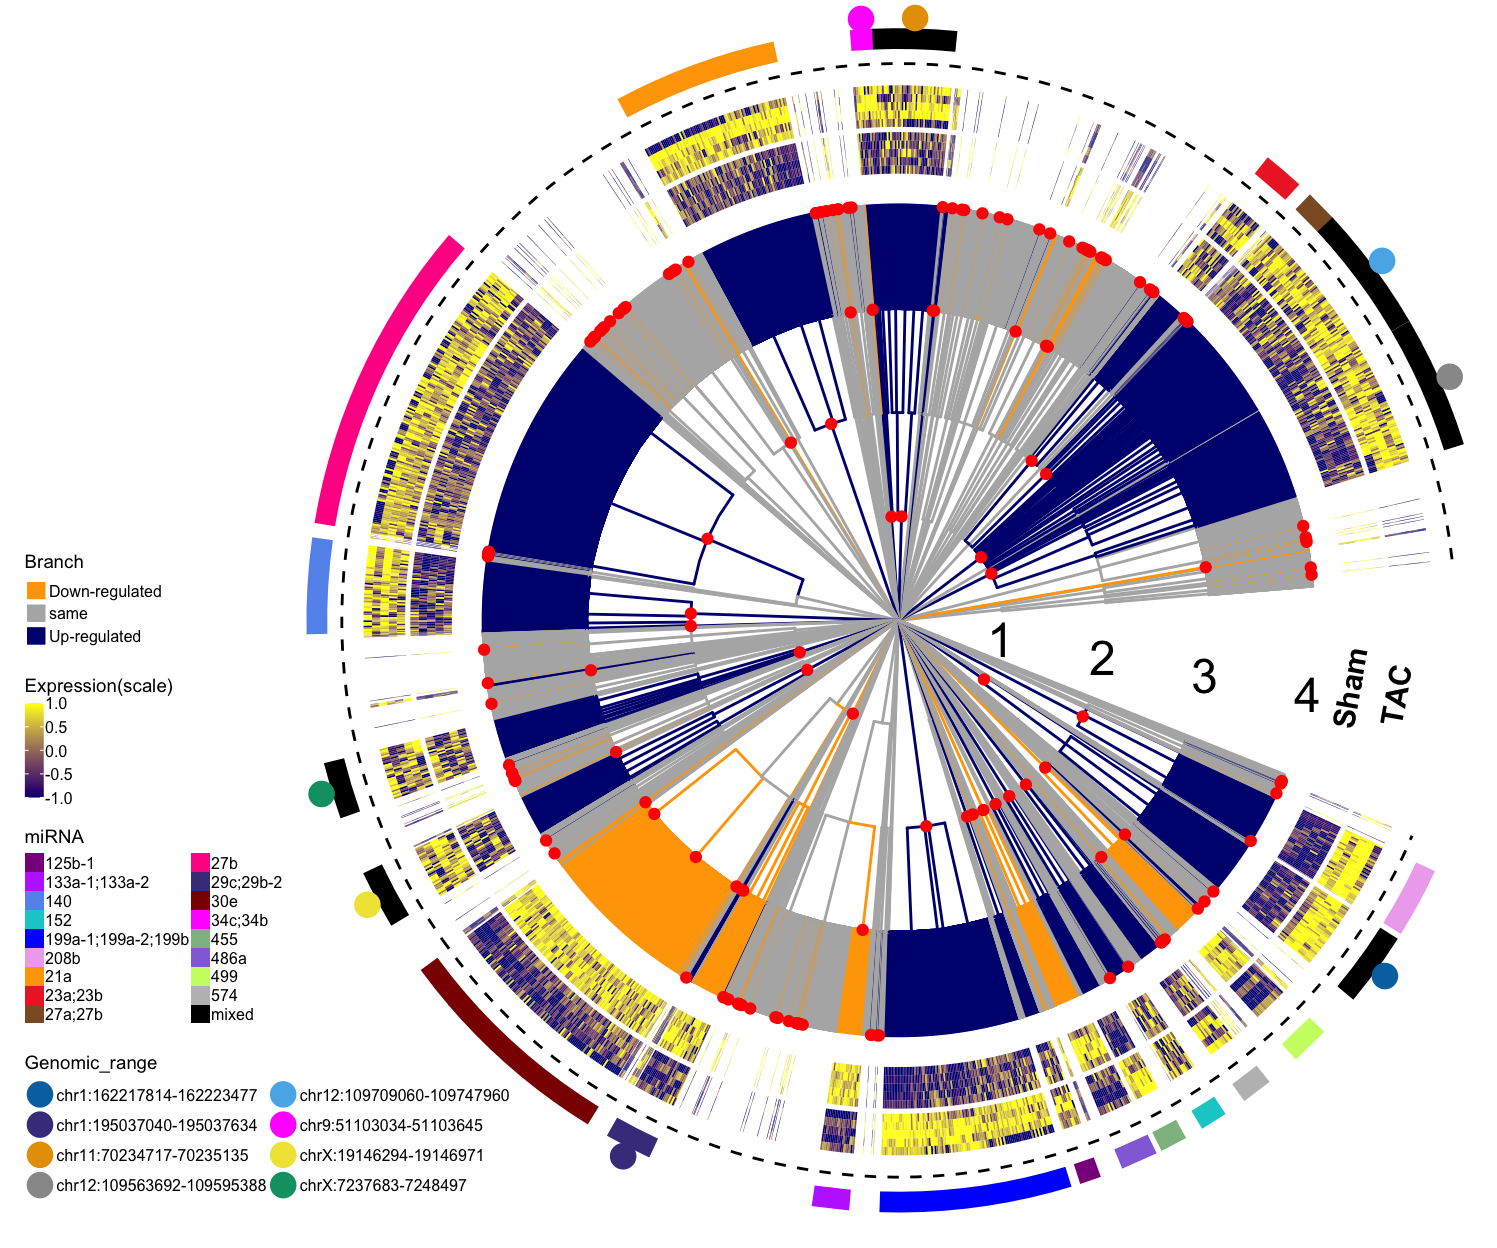 1
2
3
4
Sham
TAC
Branch
Down-regulated
same
Up-regulated
Expression(scale)
1.0
0.5
0.0
-0.5
-1.0
miRNA
125b-1
27b
133a-1;133a-2
29c;29b-2
140
30e
152
34c;34b
199a-1;199a-2;199b
455
208b
486a
21a
499
23a;23b
574
27a;27b
mixed
Genomic_range
chr1:162217814-162223477
chr12:109709060-109747960
chr1:195037040-195037634
chr9:51103034-51103645
chr11:70234717-70235135
chrX:19146294-19146971
chr12:109563692-109595388
chrX:7237683-7248497